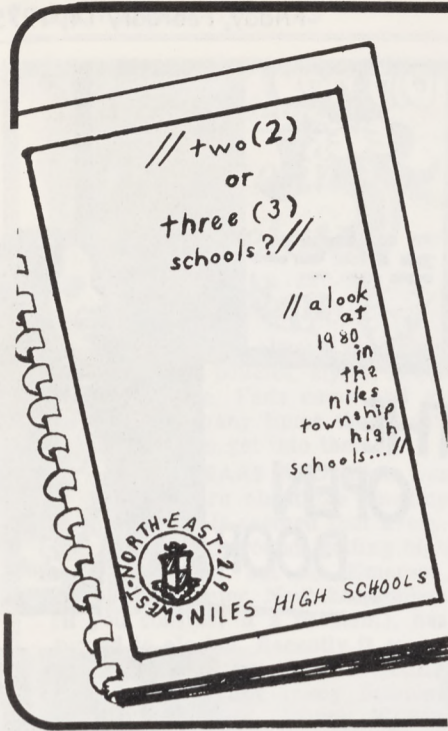 // two (2)
or
three (3)
schools? //
// a look
at
1980
in
the
niles
township
high
schools... //
WEST • NORTH • EAST • 219
NILES HIGH SCHOOLS